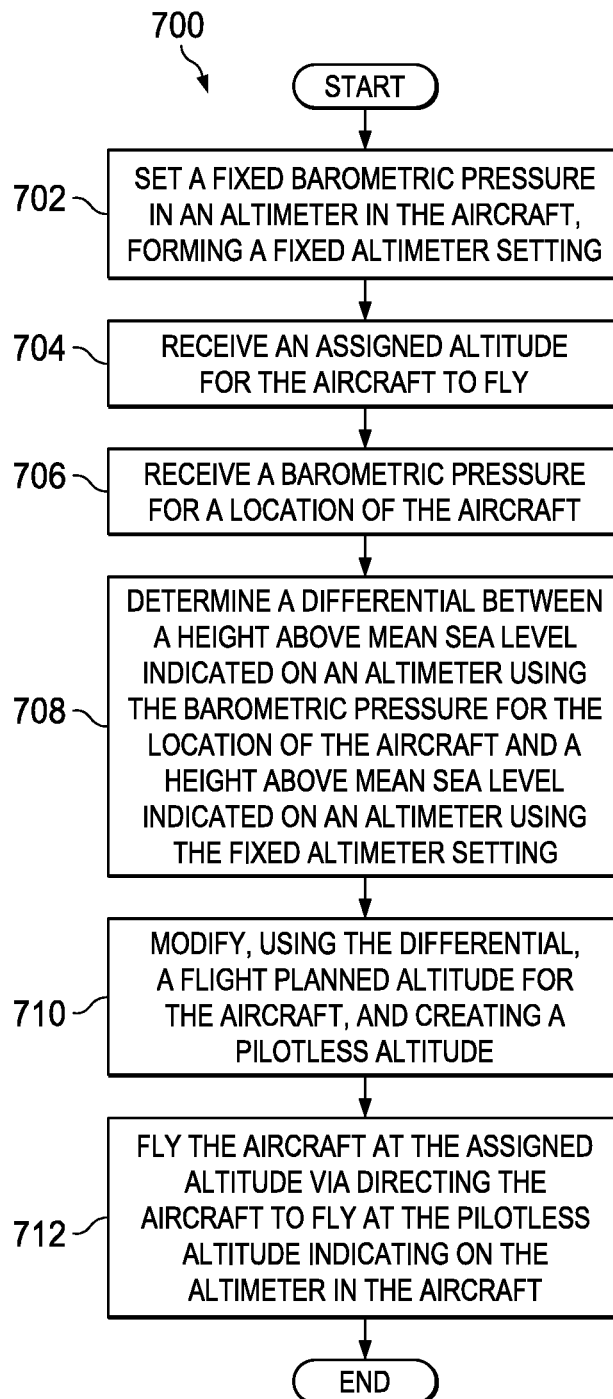 700
START
702
SET A FIXED BAROMETRIC PRESSURE
IN AN ALTIMETER IN THE AIRCRAFT,
FORMING A FIXED ALTIMETER SETTING
704
RECEIVE AN ASSIGNED ALTITUDE
FOR THE AIRCRAFT TO FLY
706
RECEIVE A BAROMETRIC PRESSURE
FOR A LOCATION OF THE AIRCRAFT
708
DETERMINE A DIFFERENTIAL BETWEEN
A HEIGHT ABOVE MEAN SEA LEVEL
INDICATED ON AN ALTIMETER USING
THE BAROMETRIC PRESSURE FOR THE
LOCATION OF THE AIRCRAFT AND A
HEIGHT ABOVE MEAN SEA LEVEL
INDICATED ON AN ALTIMETER USING
THE FIXED ALTIMETER SETTING
710
MODIFY, USING THE DIFFERENTIAL,
A FLIGHT PLANNED ALTITUDE FOR
THE AIRCRAFT, AND CREATING A
PILOTLESS ALTITUDE
712
FLY THE AIRCRAFT AT THE ASSIGNED
ALTITUDE VIA DIRECTING THE
AIRCRAFT TO FLY AT THE PILOTLESS
ALTITUDE INDICATING ON THE
ALTIMETER IN THE AIRCRAFT
END